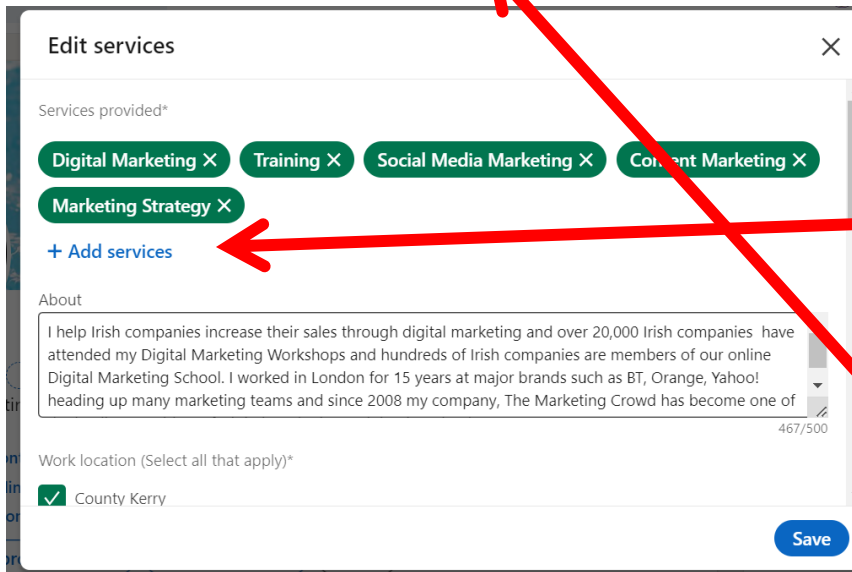 Edit services
Services provided*
Digital Marketing × Training × Social Media Marketing × Content Marketing ×
Marketing Strategy ×
+ Add services
About
I help Irish companies increase their sales through digital marketing and over 20,000 Irish companies have
attended my Digital Marketing Workshops and hundreds of Irish companies are members of our online
Digital Marketing School. I worked in London for 15 years at major brands such as BT, Orange, Yahoo!
heading up many marketing teams and since 2008 my company, The Marketing Crowd has become one of
467/500
Work location (Select all that apply)*
County Kerry
Save